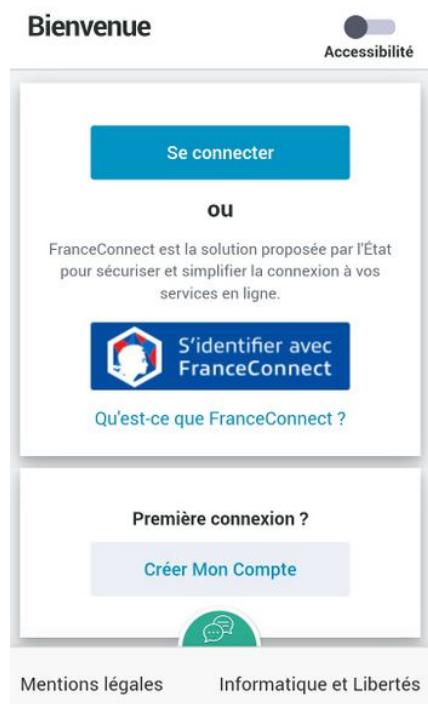 Bienvenue
Accessibilité
Se connecter
ou
FranceConnect est la solution proposée par l'État
pour sécuriser et simplifier la connexion à vos
services en ligne.
S'identifier avec
FranceConnect
Qu'est-ce que FranceConnect ?
Première connexion ?
Créer Mon Compte
Mentions légales
Informatique et Libertés